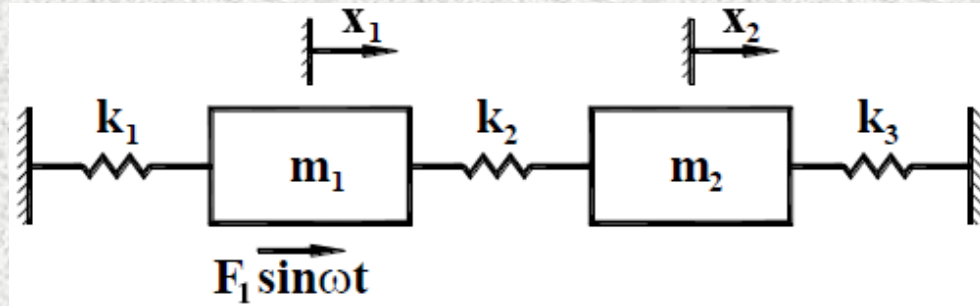 x₁ x₂
k₁ k₂ k₃
m₁ m₂
F₁ sinωt